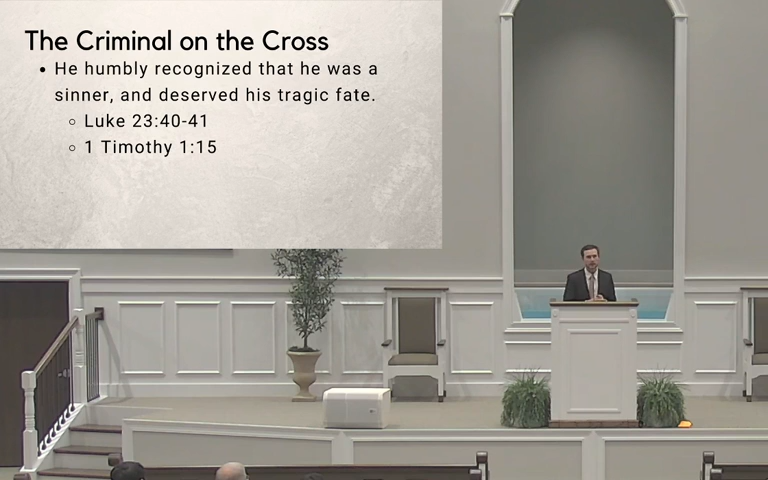 The Criminal on the Cross
• He humbly recognized that he was a
sinner, and deserved his tragic fate.
○ Luke 23:40-41
○ 1 Timothy 1:15